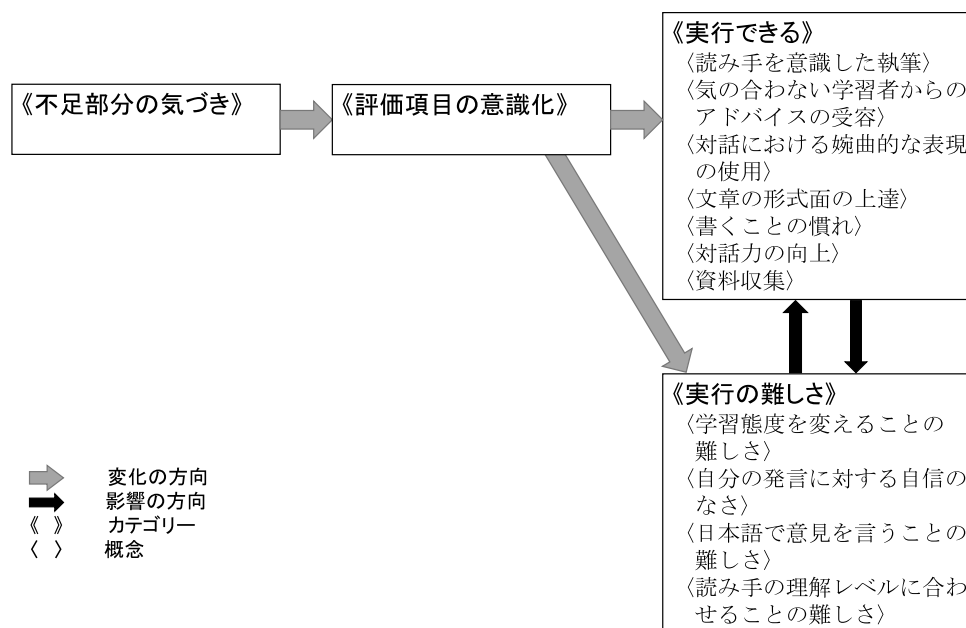 《不足部分の気づき》
《評価項目の意識化》
《実行できる》
〈読み手を意識した執筆〉
〈気の合わない学習者からの
アドバイスの受容〉
〈対話における婉曲的な表現
の使用〉
〈文章の形式面の上達〉
〈書くことの慣れ〉
〈対話力の向上〉
〈資料収集〉
《実行の難しさ》
〈学習態度を変えることの
難しさ〉
〈自分の発言に対する自信の
なさ〉
〈日本語で意見を言うことの
難しさ〉
〈読み手の理解レベルに合わ
せることの難しさ〉
変化の方向
影響の方向
《 》 カテゴリー
〈 〉 概念